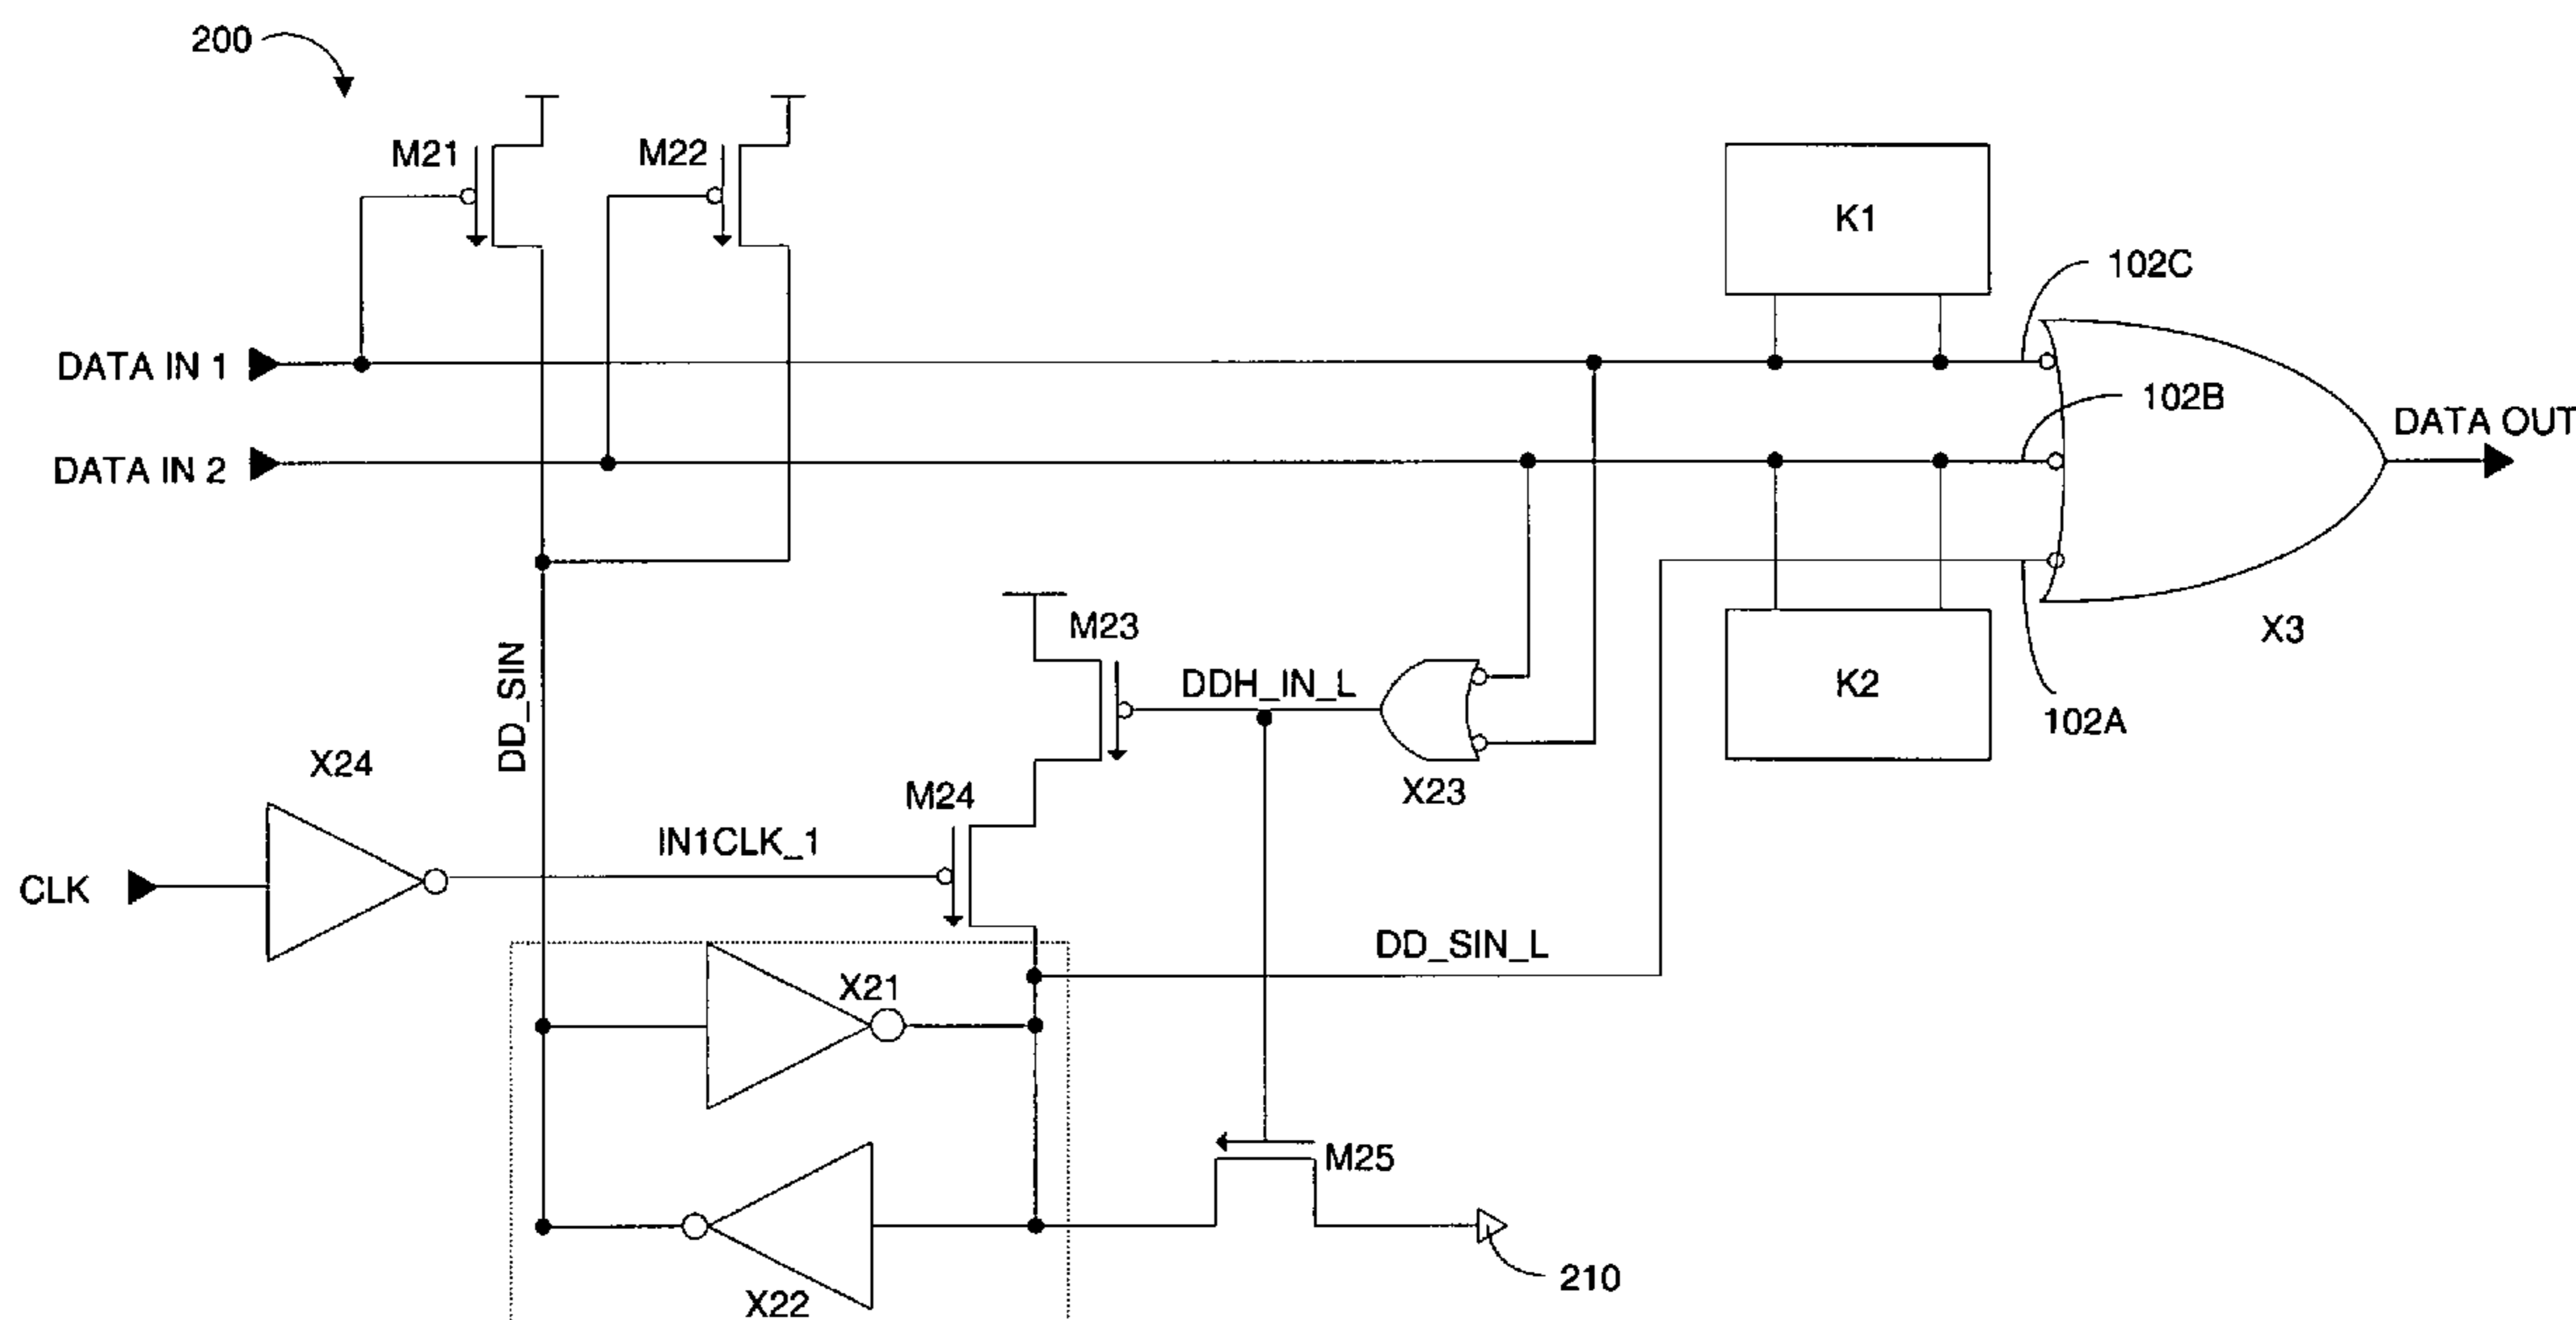 200
M21
M22
K1
102C
DATA IN 1
102B
DATA OUT
DATA IN 2
M23
X3
DD_SIN
DDH_IN_L
K2
102A
X24
M24
X23
IN1CLK_1
CLK
DD_SIN_L
X21
M25
210
X22